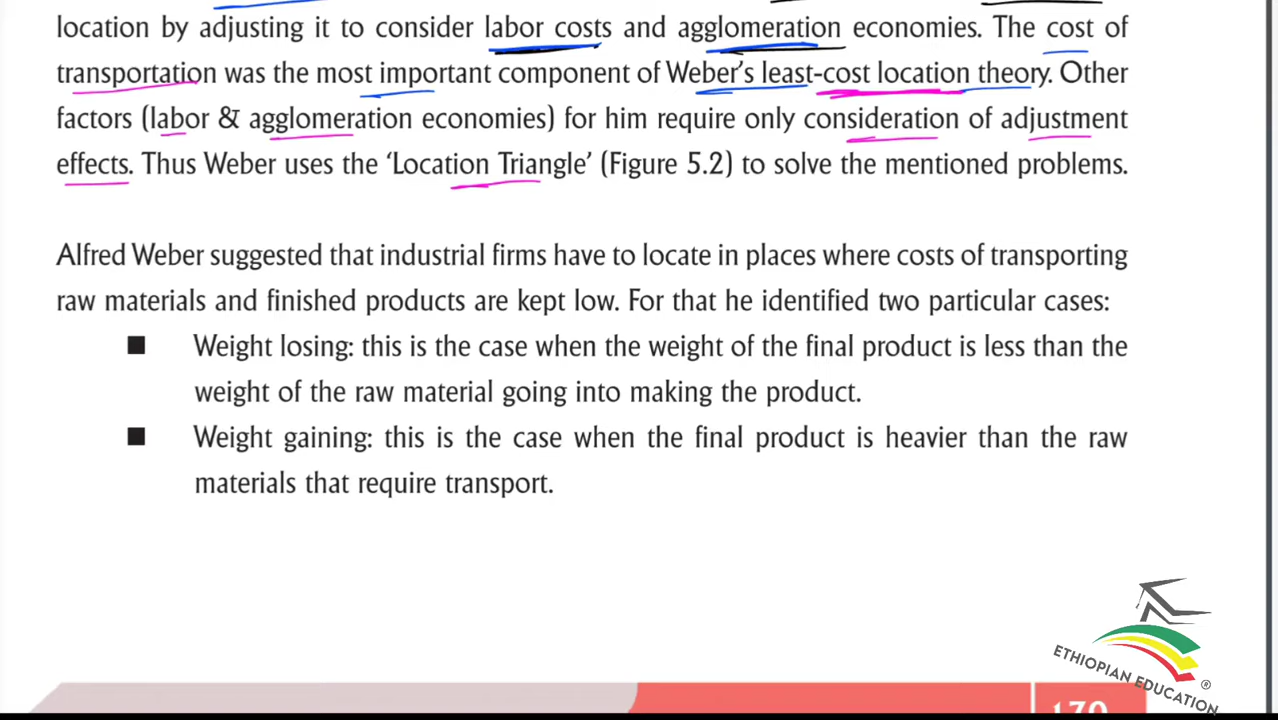 location by adjusting it to consider labor costs and agglomeration economies. The cost of
transportation was the most important component of Weber's least-cost location theory. Other
factors (labor & agglomeration economies) for him require only consideration of adjustment
effects. Thus Weber uses the ‘Location Triangle’ (Figure 5.2) to solve the mentioned problems.
Alfred Weber suggested that industrial firms have to locate in places where costs of transporting
raw materials and finished products are kept low. For that he identified two particular cases:
■ Weight losing: this is the case when the weight of the final product is less than the
weight of the raw material going into making the product.
■ Weight gaining: this is the case when the final product is heavier than the raw
materials that require transport.
ETHIOPIAN EDUCATION ®